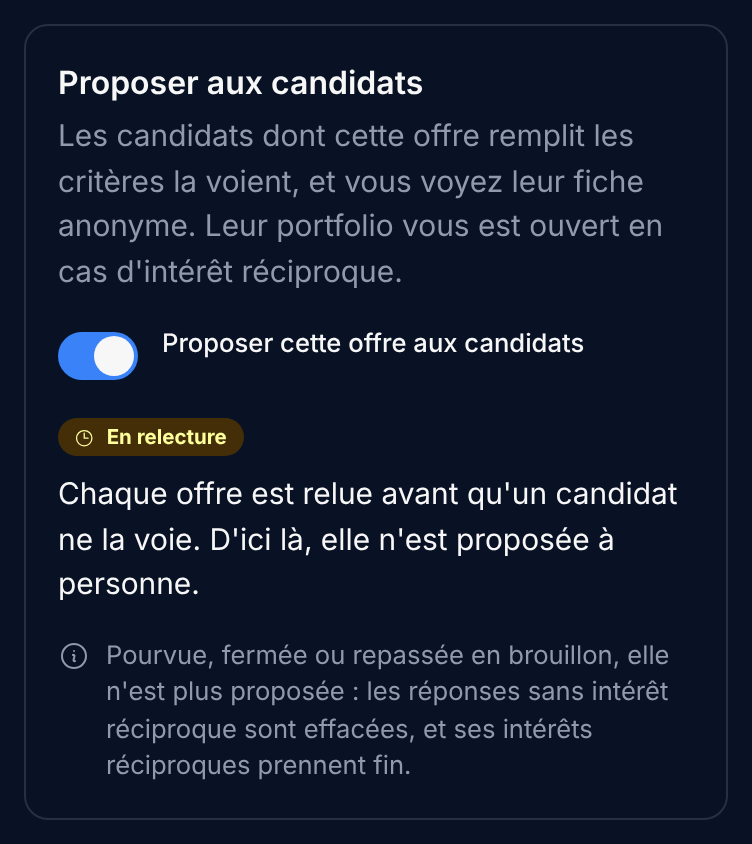 Proposer aux candidats
Les candidats dont cette offre remplit les
critères la voient, et vous voyez leur fiche
anonyme. Leur portfolio vous est ouvert en
cas d'intérêt réciproque.
Proposer cette offre aux candidats
En relecture
Chaque offre est relue avant qu'un candidat
ne la voie. D'ici là, elle n'est proposée à
personne.
Pourvue, fermée ou repassée en brouillon, elle
n'est plus proposée : les réponses sans intérêt
réciproque sont effacées, et ses intérêts
réciproques prennent fin.